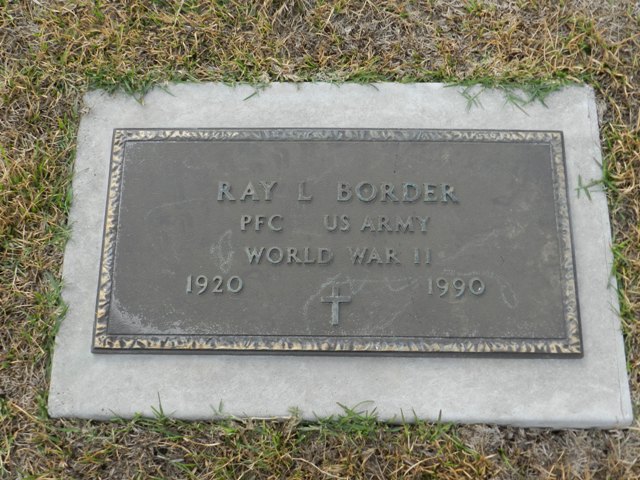 RAY L BORDER
PFC US ARMY
WORLD WAR II
1920 1990